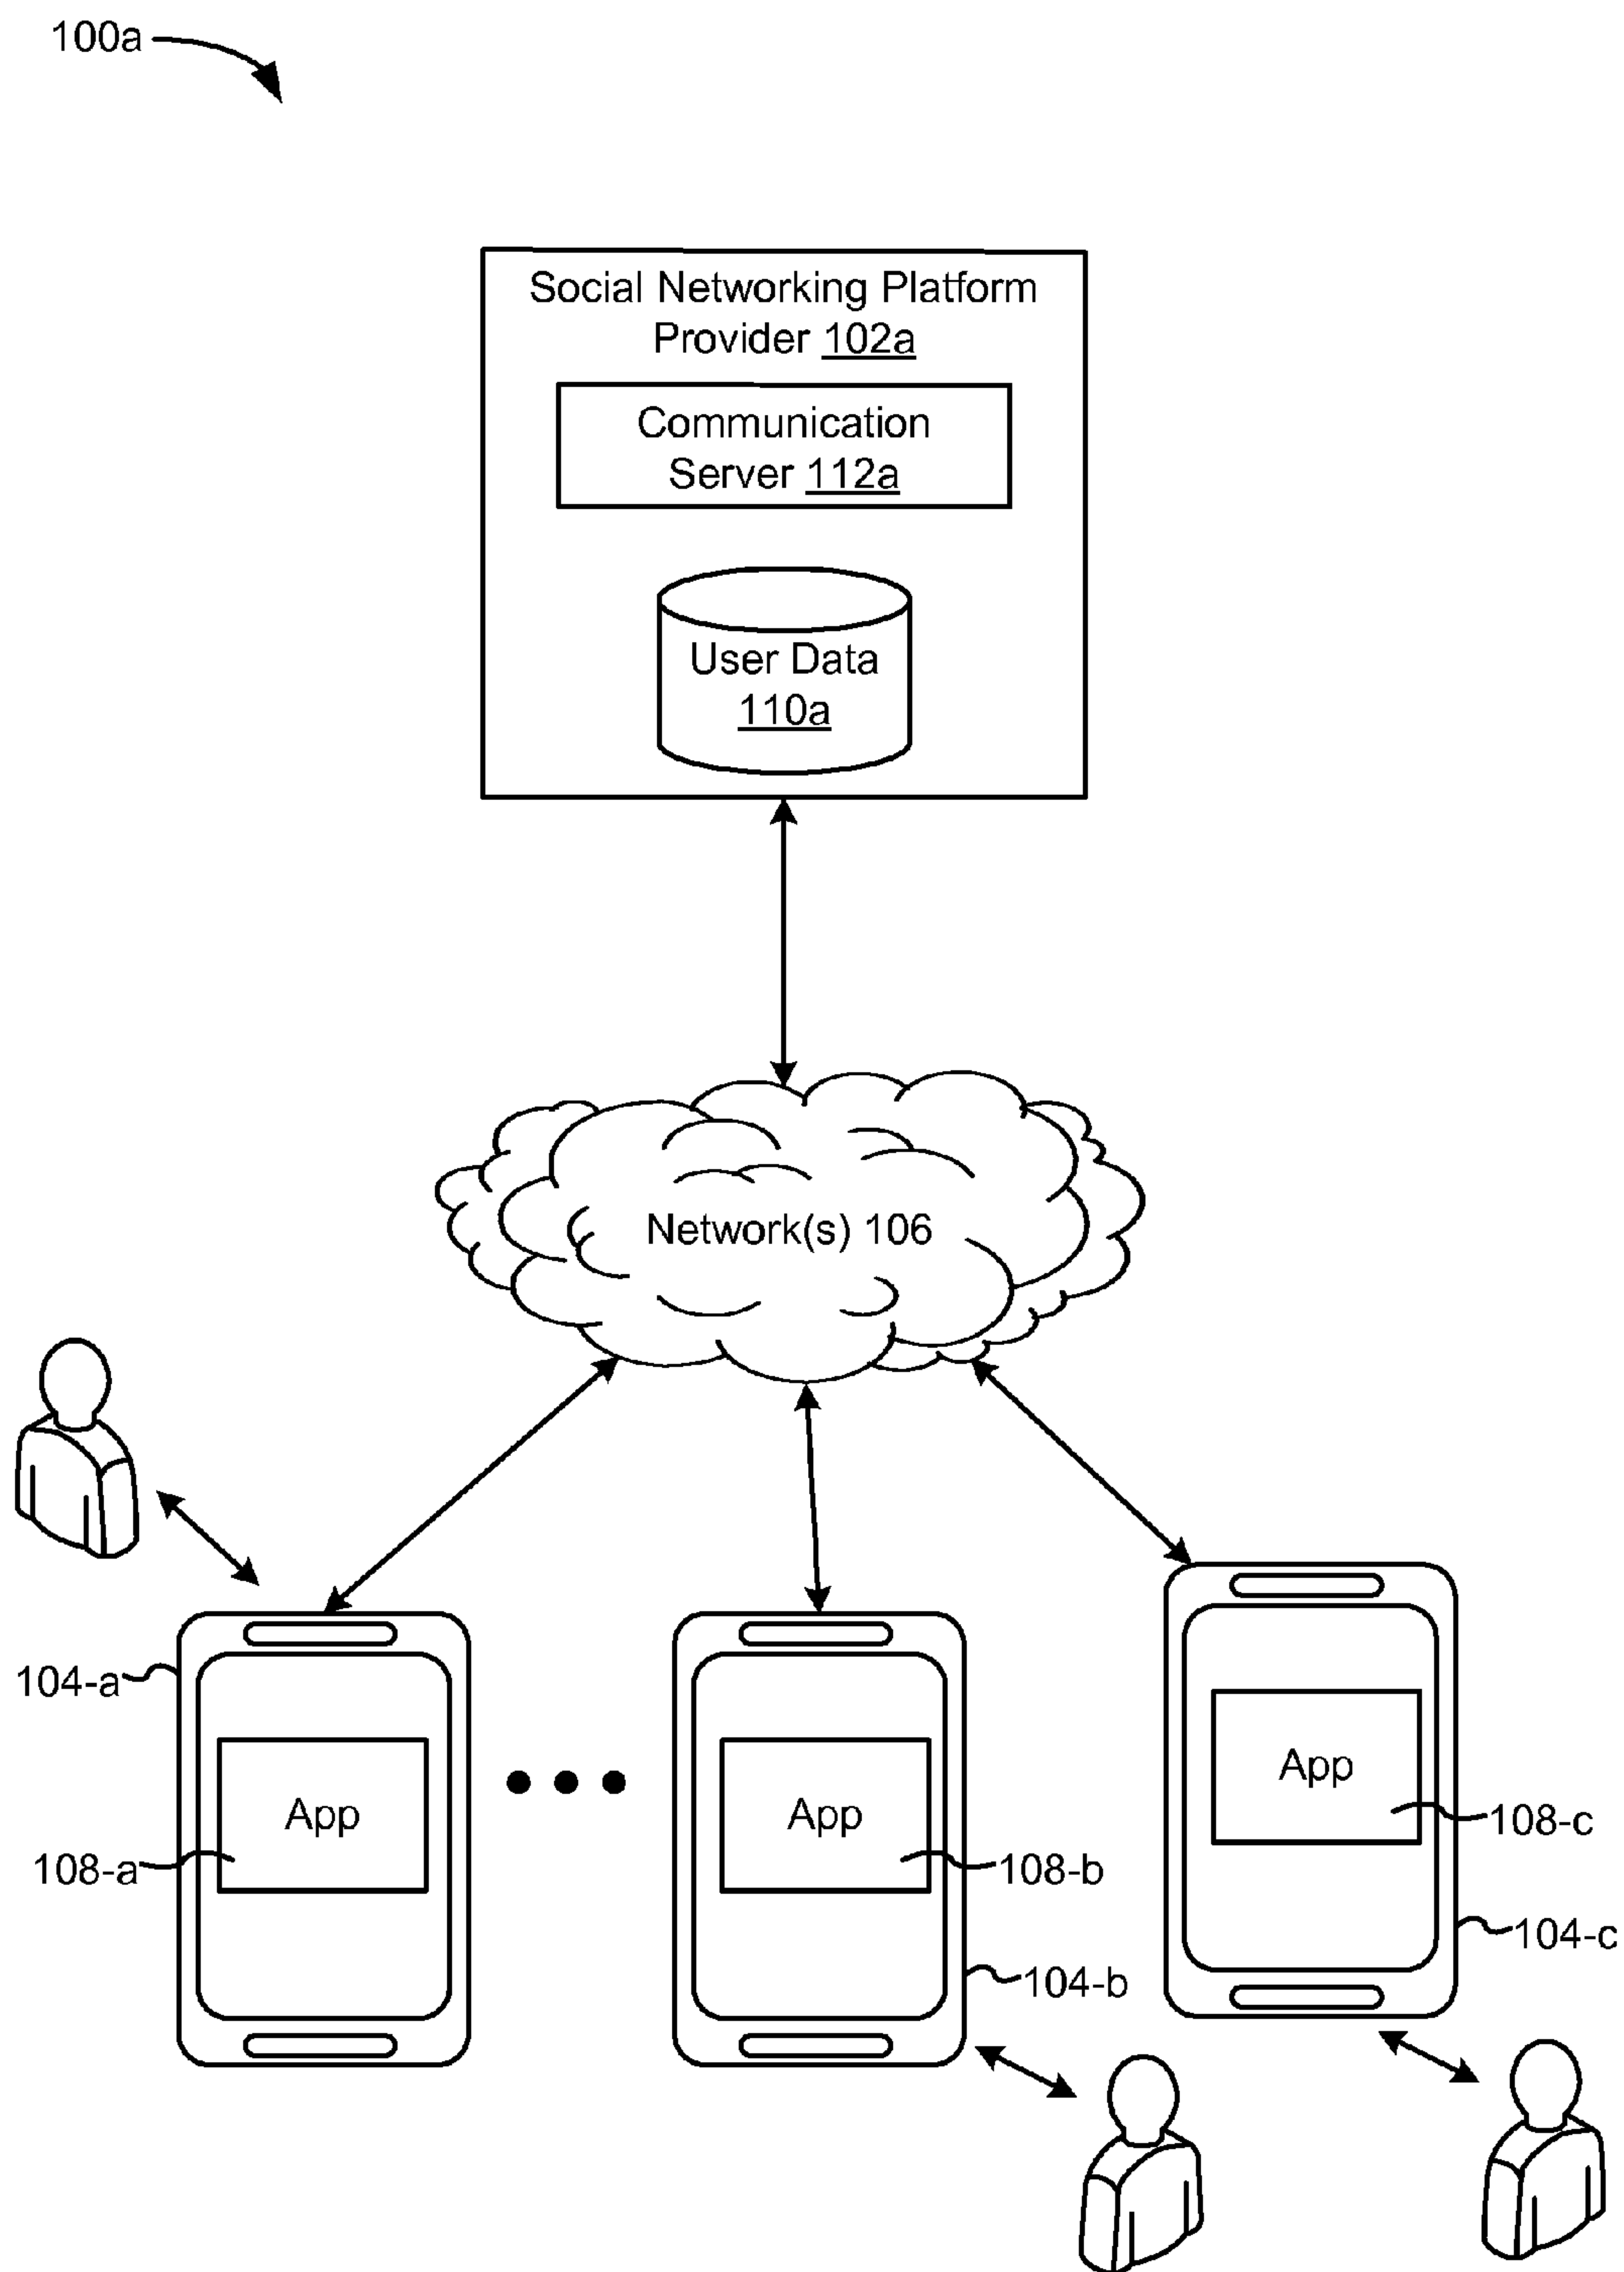 100a
Social Networking Platform
Provider 102a
Communication
Server 112a
User Data
110a
Network(s) 106
104-a
App
108-a
App
108-b
104-b
App
108-c
104-c